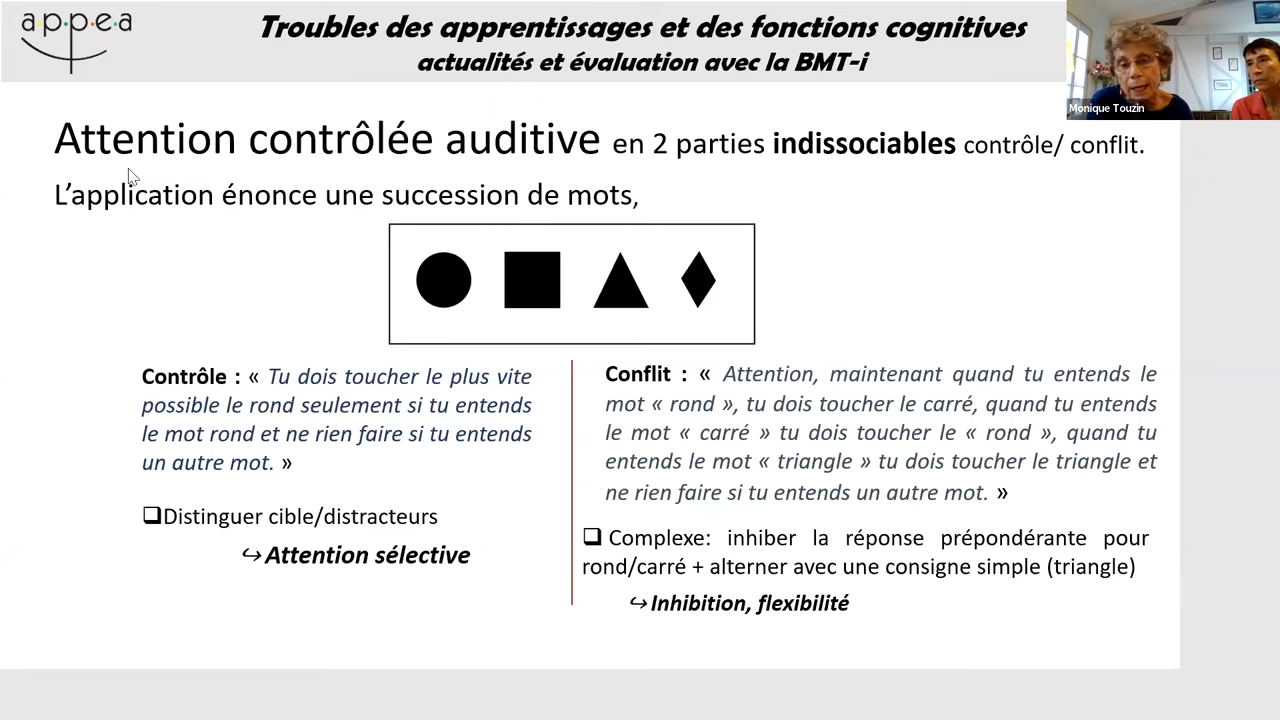 appea
Troubles des apprentissages et des fonctions cognitives
actualités et évaluation avec la BMT-i
Monique Touzin
Attention contrôlée auditive en 2 parties indissociables contrôle/ conflit.
L'application énonce une succession de mots,
Contrôle : « Tu dois toucher le plus vite
possible le rond seulement si tu entends
le mot rond et ne rien faire si tu entends
un autre mot. »
❑Distinguer cible/distracteurs
↪ Attention sélective
Conflit : « Attention, maintenant quand tu entends le
mot « rond », tu dois toucher le carré, quand tu entends
le mot « carré » tu dois toucher le « rond », quand tu
entends le mot « triangle » tu dois toucher le triangle et
ne rien faire si tu entends un autre mot. »
❑ Complexe: inhiber la réponse prépondérante pour
rond/carré + alterner avec une consigne simple (triangle)
↪ Inhibition, flexibilité